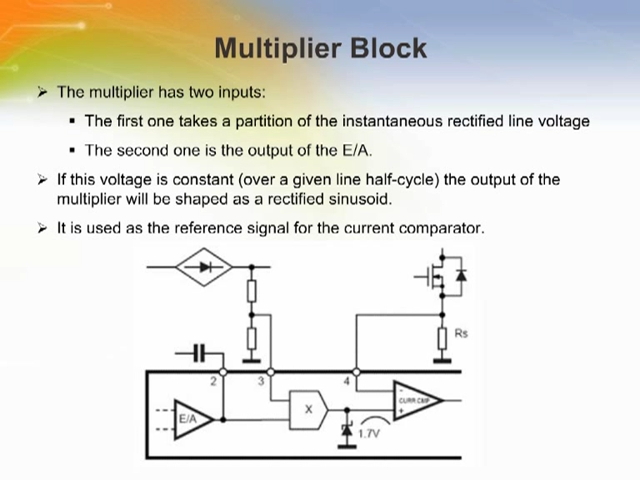 Multiplier Block
➢ The multiplier has two inputs:
▪ The first one takes a partition of the instantaneous rectified line voltage
▪ The second one is the output of the E/A.
➢ If this voltage is constant (over a given line half-cycle) the output of the
multiplier will be shaped as a rectified sinusoid.
➢ It is used as the reference signal for the current comparator.
Rs
2 3 4
CURR CMP
X
E/A
1.7V
- +